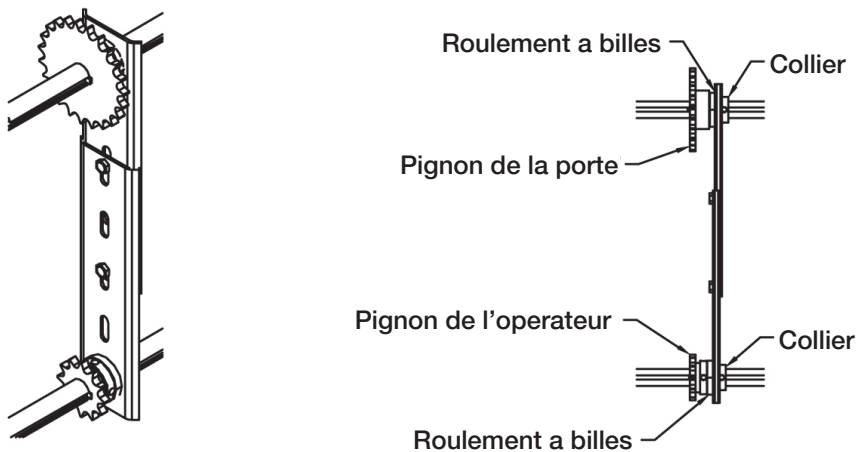 Roulement a billes
Collier
Pignon de la porte
Pignon de l’operateur
Collier
Roulement a billes